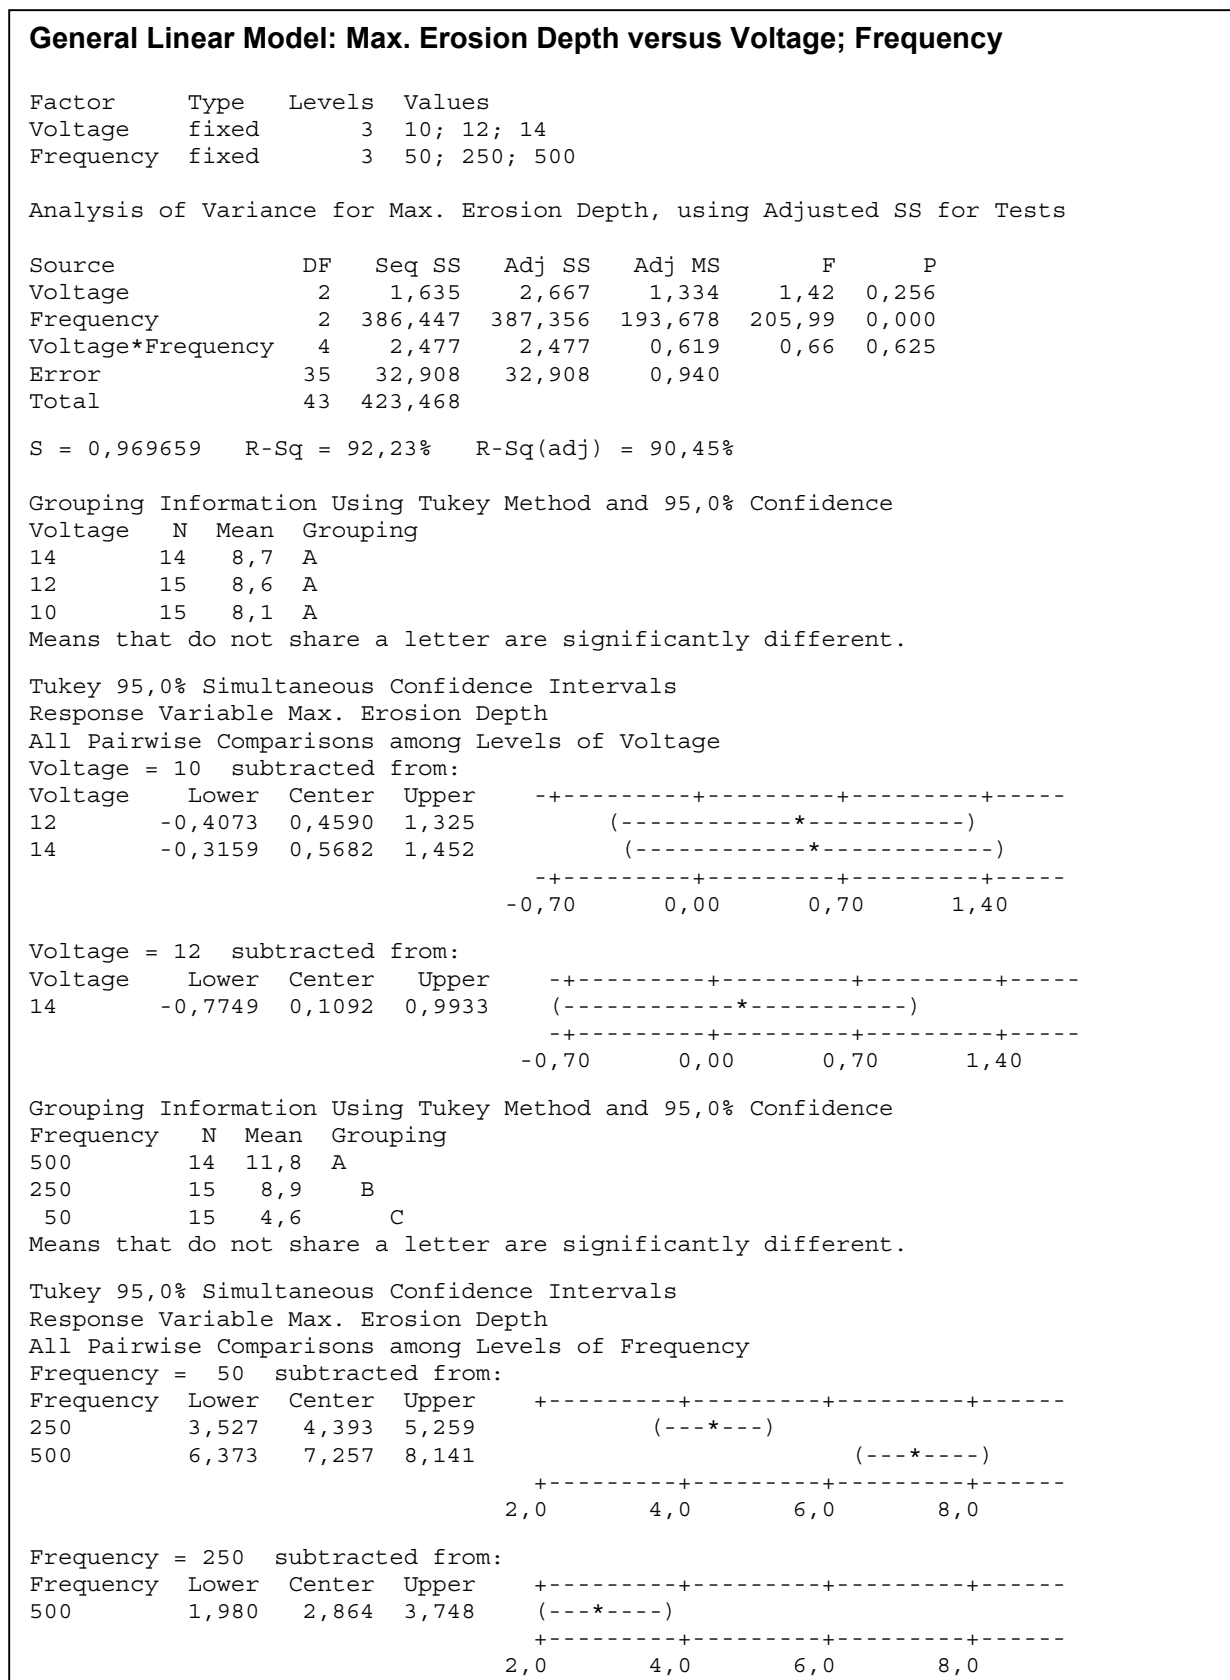 General Linear Model: Max. Erosion Depth versus Voltage; Frequency
Factor     Type   Levels  Values
Voltage    fixed       3  10; 12; 14
Frequency  fixed       3  50; 250; 500
Analysis of Variance for Max. Erosion Depth, using Adjusted SS for Tests
Source             DF   Seq SS   Adj SS   Adj MS       F      P
Voltage             2    1,635    2,667    1,334    1,42  0,256
Frequency           2  386,447  387,356  193,678  205,99  0,000
Voltage*Frequency   4    2,477    2,477    0,619    0,66  0,625
Error              35   32,908   32,908    0,940
Total              43  423,468
S = 0,969659   R-Sq = 92,23%   R-Sq(adj) = 90,45%
Grouping Information Using Tukey Method and 95,0% Confidence
Voltage   N  Mean  Grouping
14       14   8,7  A
12       15   8,6  A
10       15   8,1  A
Means that do not share a letter are significantly different.
Tukey 95,0% Simultaneous Confidence Intervals
Response Variable Max. Erosion Depth
All Pairwise Comparisons among Levels of Voltage
Voltage = 10  subtracted from:
Voltage    Lower  Center  Upper    -+---------+---------+---------+-----
12       -0,4073  0,4590  1,325         (------------*-----------)
14       -0,3159  0,5682  1,452          (------------*------------)
-+---------+---------+---------+-----
-0,70      0,00      0,70      1,40
Voltage = 12  subtracted from:
Voltage    Lower  Center   Upper    -+---------+---------+---------+-----
14       -0,7749  0,1092  0,9933    (------------*-----------)
-+---------+---------+---------+-----
-0,70      0,00      0,70      1,40
Grouping Information Using Tukey Method and 95,0% Confidence
Frequency   N  Mean  Grouping
500        14  11,8  A
250        15   8,9    B
50        15   4,6      C
Means that do not share a letter are significantly different.
Tukey 95,0% Simultaneous Confidence Intervals
Response Variable Max. Erosion Depth
All Pairwise Comparisons among Levels of Frequency
Frequency =  50  subtracted from:
Frequency  Lower  Center  Upper    +---------+---------+---------+------
250        3,527   4,393  5,259            (---*---)
500        6,373   7,257  8,141                          (---*----)
+---------+---------+---------+------
2,0       4,0       6,0       8,0
Frequency = 250  subtracted from:
Frequency  Lower  Center  Upper    +---------+---------+---------+------
500        1,980   2,864  3,748    (---*----)
+---------+---------+---------+------
2,0       4,0       6,0       8,0